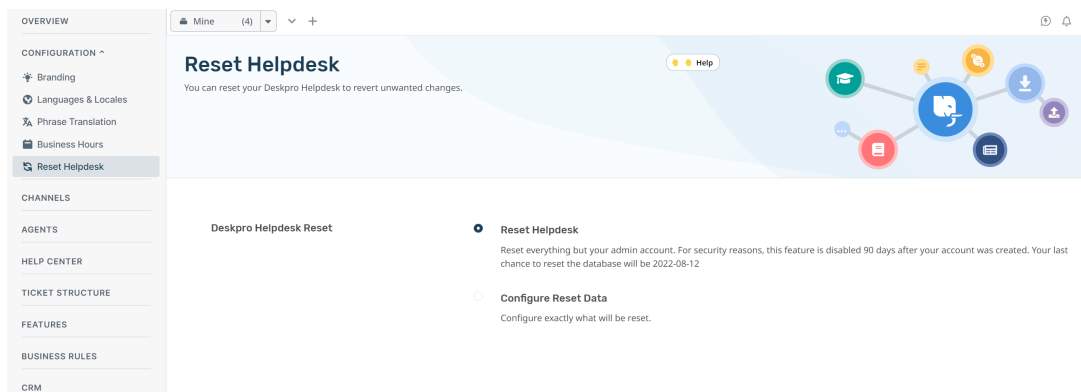 OVERVIEW
CONFIGURATION
Branding
Languages & Locales
Phrase Translation
Business Hours
Reset Helpdesk
CHANNELS
AGENTS
HELP CENTER
TICKET STRUCTURE
FEATURES
BUSINESS RULES
CRM
Mine (4)
Reset Helpdesk
You can reset your Deskpro Helpdesk to revert unwanted changes.
Help
Deskpro Helpdesk Reset
Reset Helpdesk
Reset everything but your admin account. For security reasons, this feature is disabled 90 days after your account was created. Your last
chance to reset the database will be 2022-08-12
Configure Reset Data
Configure exactly what will be reset.